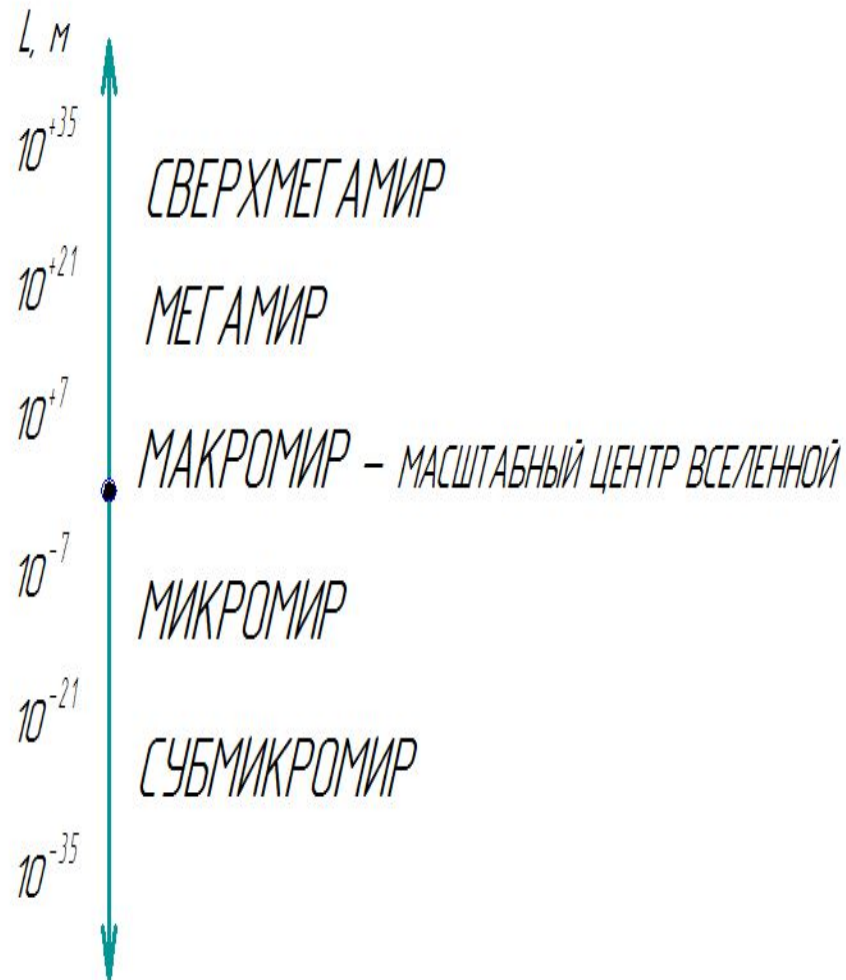 L, м
10⁺³⁵
СВЕРХМЕГАМИР
10⁺²¹
МЕГАМИР
10⁺⁷
МАКРОМИР – МАСШТАБНЫЙ ЦЕНТР ВСЕЛЕННОЙ
10⁻⁷
МИКРОМИР
10⁻²¹
СУБМИКРОМИР
10⁻³⁵